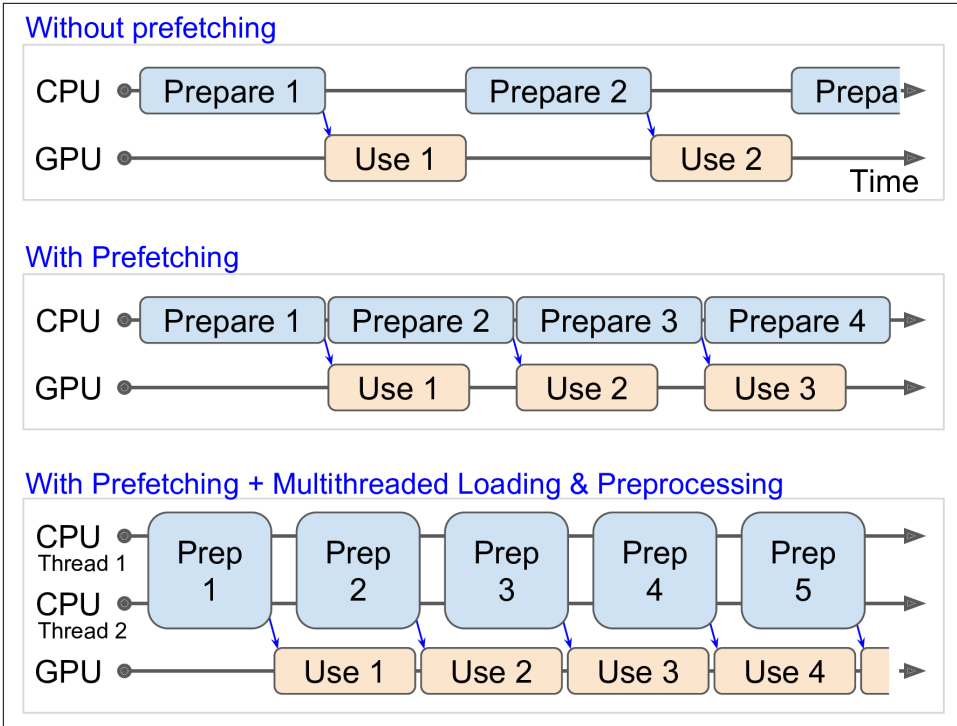 Without prefetching
CPU Prepare 1 Prepare 2 Prepa
GPU Use 1 Use 2
Time
With Prefetching
CPU Prepare 1 Prepare 2 Prepare 3 Prepare 4
GPU Use 1 Use 2 Use 3
With Prefetching + Multithreaded Loading & Preprocessing
CPU
Thread 1
Prep
1
Prep
2
Prep
3
Prep
4
Prep
5
CPU
Thread 2
GPU Use 1 Use 2 Use 3 Use 4